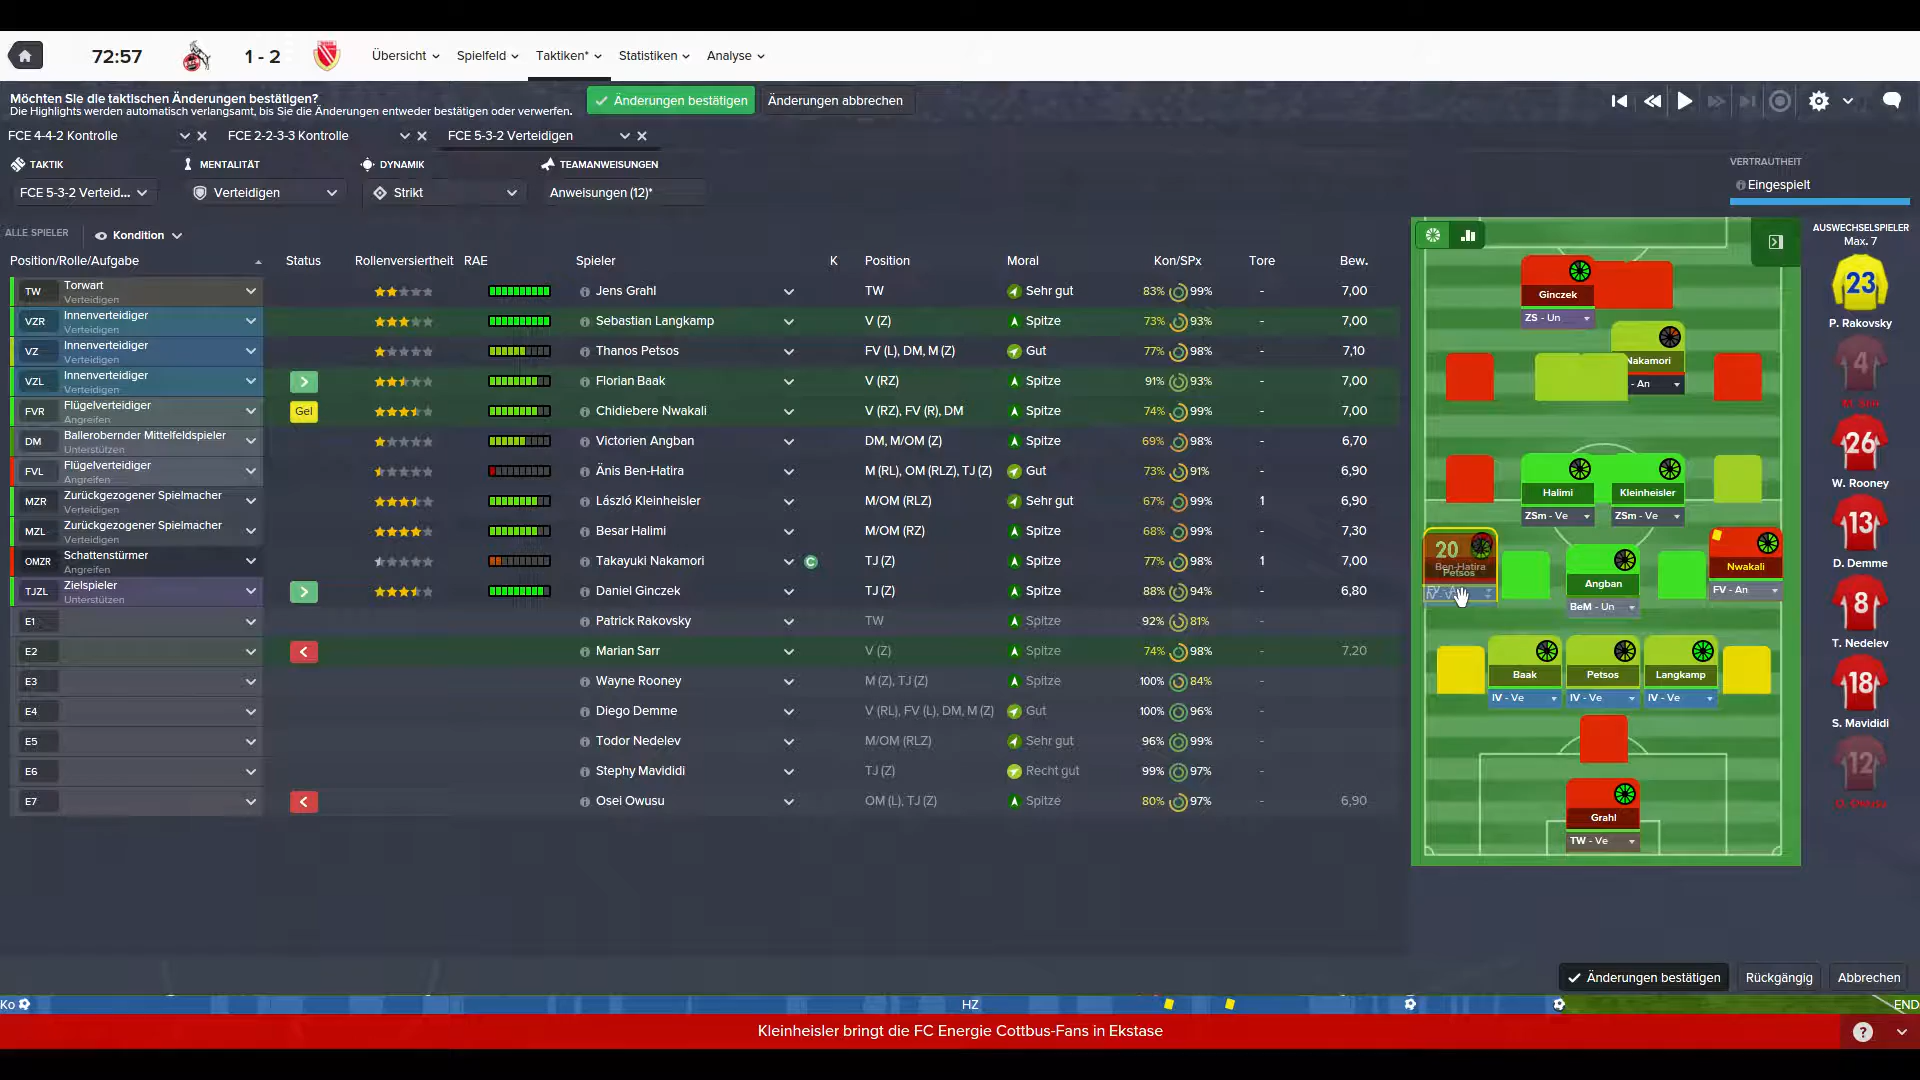 72:57
1 - 2
Übersicht
Spielfeld
Taktiken*
Statistiken
Analyse
Möchten Sie die taktischen Änderungen bestätigen?
Die Highlights werden automatisch verlangsamt, bis Sie die Änderungen entweder bestätigen oder verwerfen.
Änderungen bestätigen
Änderungen abbrechen
FCE 4-4-2 Kontrolle
FCE 2-2-3-3 Kontrolle
FCE 5-3-2 Verteidigen
TAKTIK
MENTALITÄT
DYNAMIK
TEAMANWEISUNGEN
FCE 5-3-2 Verteid...
Verteidigen
Strikt
Anweisungen (12)*
VERTRAUTHEIT
Eingespielt
ALLE SPIELER
Kondition
Position/Rolle/Aufgabe Status Rollenversiertheit RAE Spieler K Position Moral Kon/SPx Tore Bew.
TW Torwart Verteidigen Jens Grahl TW Sehr gut 83% 99% - 7,00
VZR Innenverteidiger Verteidigen Sebastian Langkamp V (Z) Spitze 73% 93% - 7,00
VZ Innenverteidiger Verteidigen Thanos Petsos FV (L), DM, M (Z) Gut 77% 98% - 7,10
VZL Innenverteidiger Verteidigen Florian Baak V (RZ) Spitze 91% 93% - 7,00
FVR Flügelverteidiger Angreifen Gel Chidiebere Nwakali V (RZ), FV (R), DM Spitze 74% 99% - 7,00
DM Ballerobernder Mittelfeldspieler Unterstützen Victorien Angban DM, M/OM (Z) Spitze 69% 98% - 6,70
FVL Flügelverteidiger Angreifen Änis Ben-Hatira M (RL), OM (RLZ), TJ (Z) Gut 73% 91% - 6,90
MZR Zurückgezogener Spielmacher Verteidigen László Kleinheisler M/OM (RLZ) Sehr gut 67% 99% 1 6,90
MZL Zurückgezogener Spielmacher Verteidigen Besar Halimi M/OM (RZ) Spitze 68% 99% - 7,30
OMZR Schattenstürmer Angreifen Takayuki Nakamori C TJ (Z) Spitze 77% 98% 1 7,00
TJZL Zielspieler Unterstützen Daniel Ginczek TJ (Z) Spitze 88% 94% - 6,80
E1 Patrick Rakovsky TW Spitze 92% 81% -
E2 Marian Sarr V (Z) Spitze 74% 98% - 7,20
E3 Wayne Rooney M (Z), TJ (Z) Spitze 100% 84% -
E4 Diego Demme V (RL), FV (L), DM, M (Z) Gut 100% 96% -
E5 Todor Nedelev M/OM (RLZ) Sehr gut 96% 99% -
E6 Stephy Mavididi TJ (Z) Recht gut 99% 97% -
E7 Osei Owusu OM (L), TJ (Z) Spitze 80% 97% - 6,90
Ginczek
ZS - Un
Nakamori
- An
Halimi
ZSm - Ve
Kleinheisler
ZSm - Ve
20
Ben-Hatira
Petsos
Angban
BeM - Un
Nwakali
FV - An
Baak
IV - Ve
Petsos
IV - Ve
Langkamp
IV - Ve
Grahl
TW - Ve
AUSWECHSELSPIELER
Max. 7
23
P. Rakovsky
4
26
W. Rooney
13
D. Demme
8
T. Nedelev
18
S. Mavididi
12
Änderungen bestätigen
Rückgängig
Abbrechen
Ko
HZ
END
Kleinheisler bringt die FC Energie Cottbus-Fans in Ekstase
?